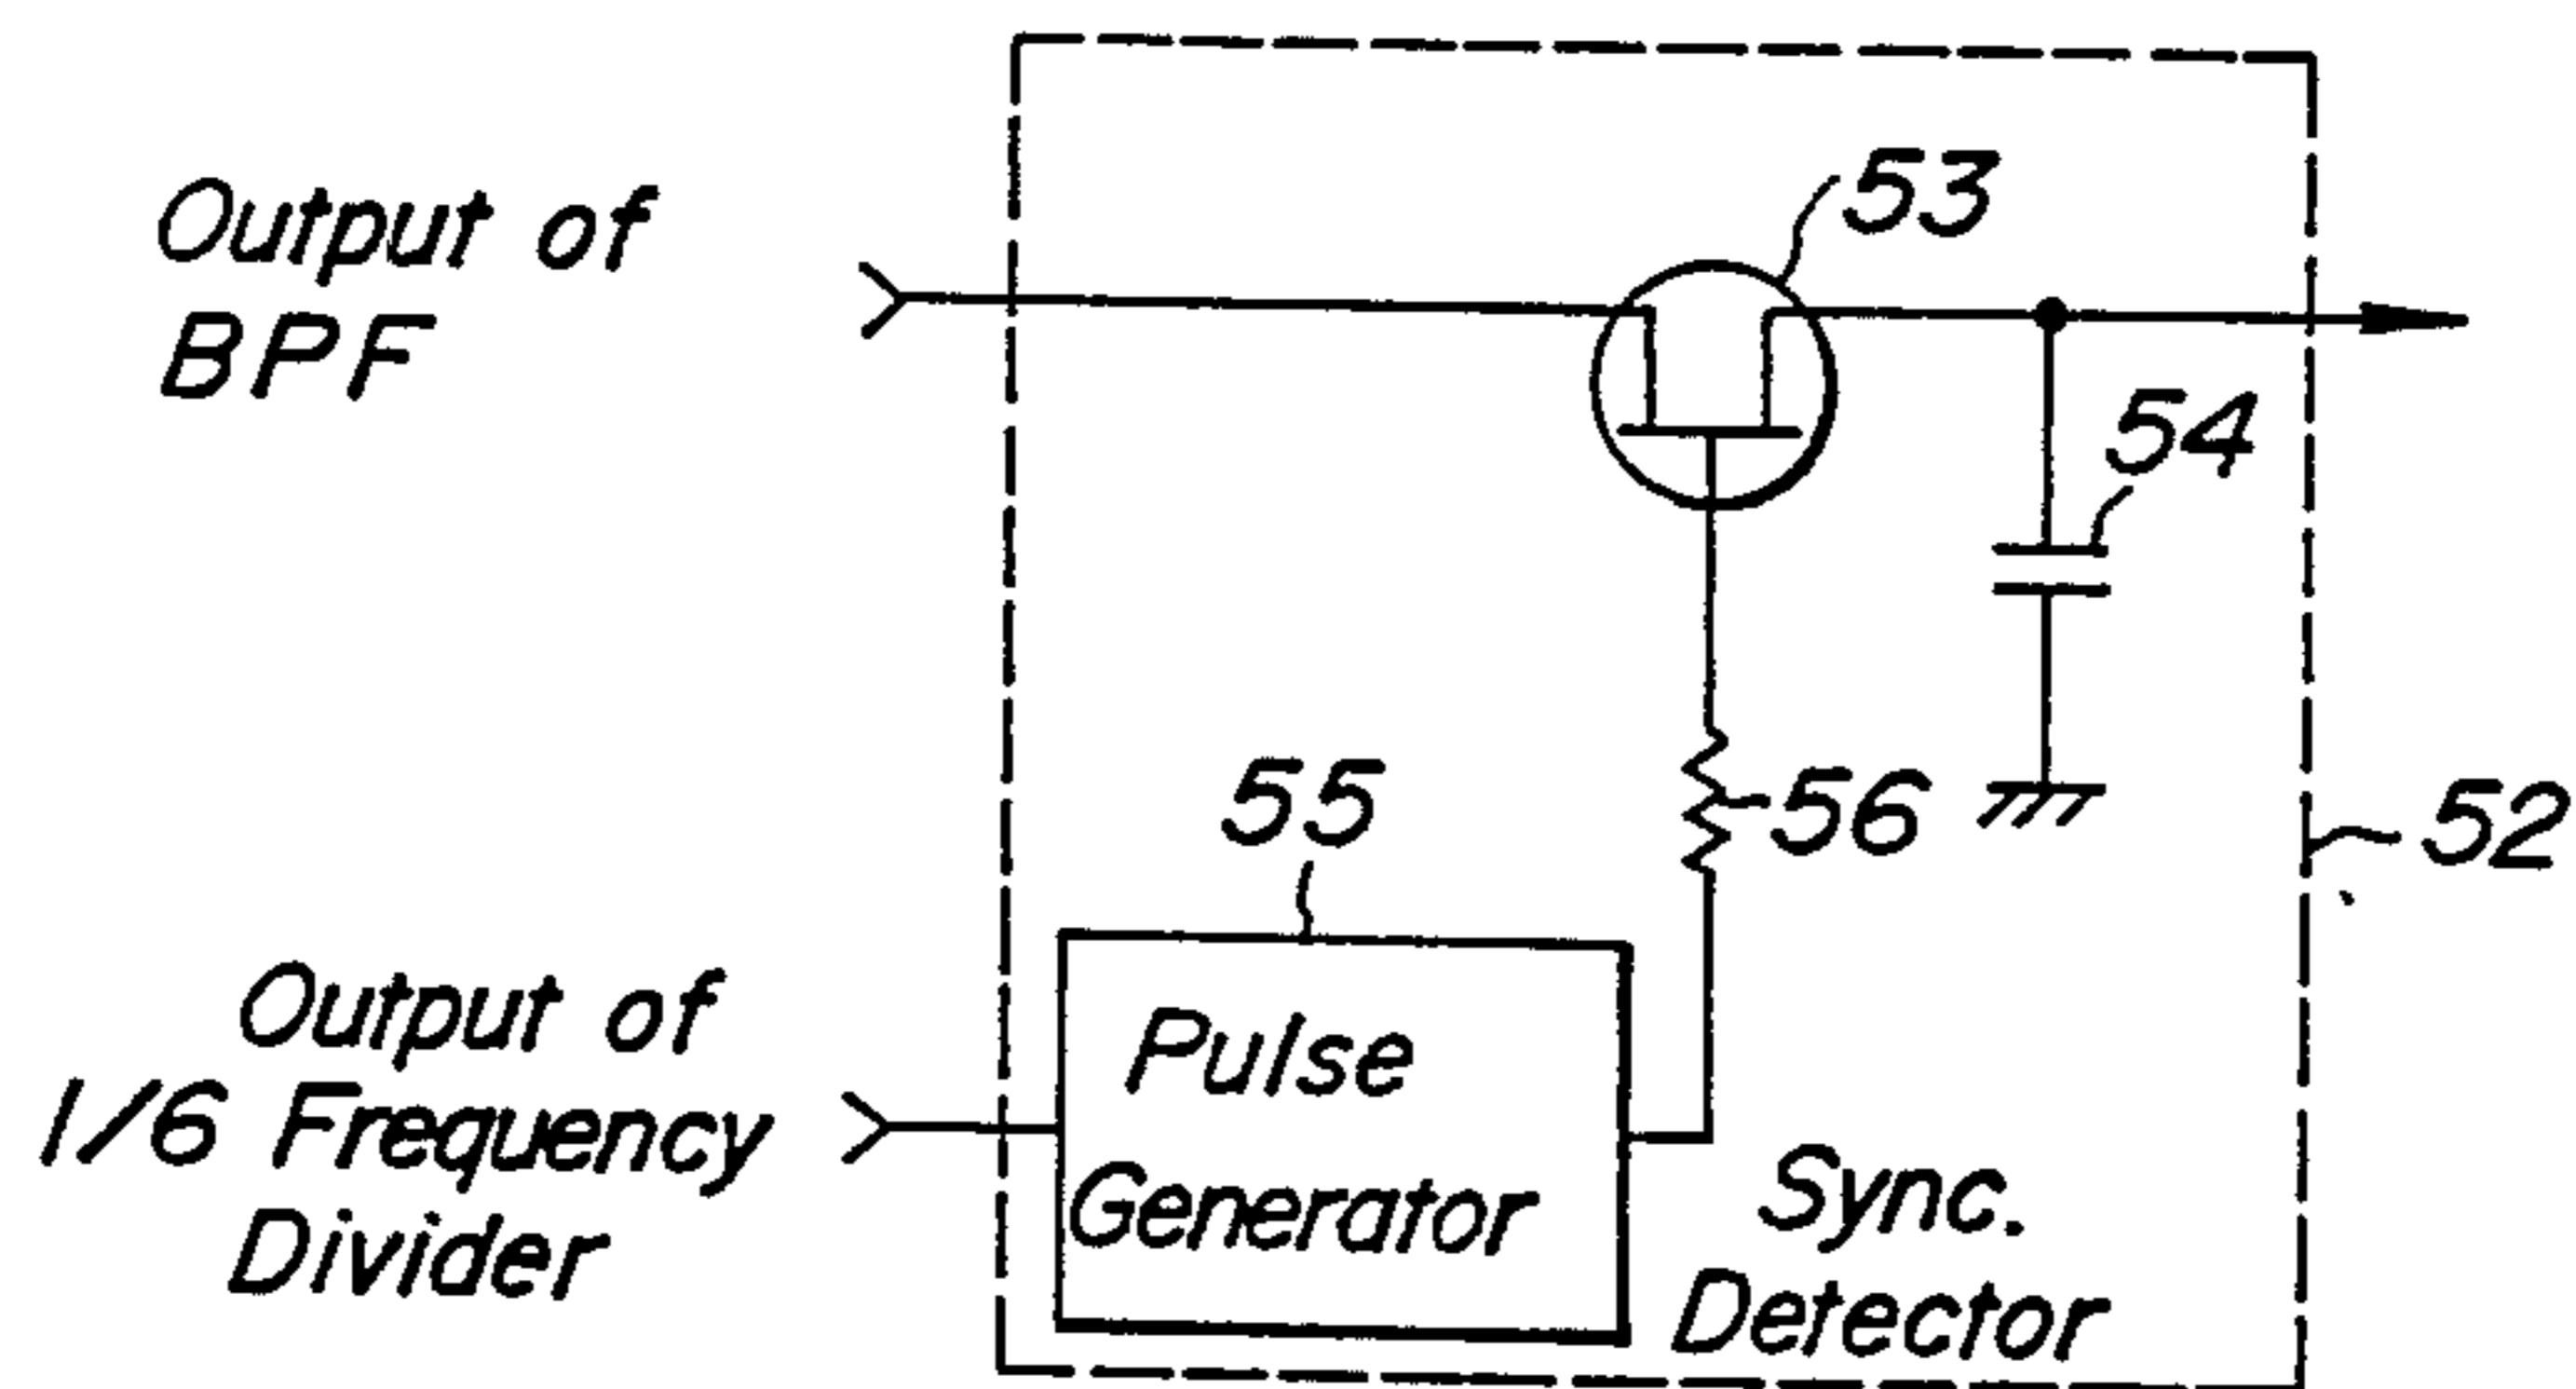 Output of
BPF
53
54
55
56
52
Output of
1/6 Frequency
Divider
Pulse
Generator
Sync.
Detector